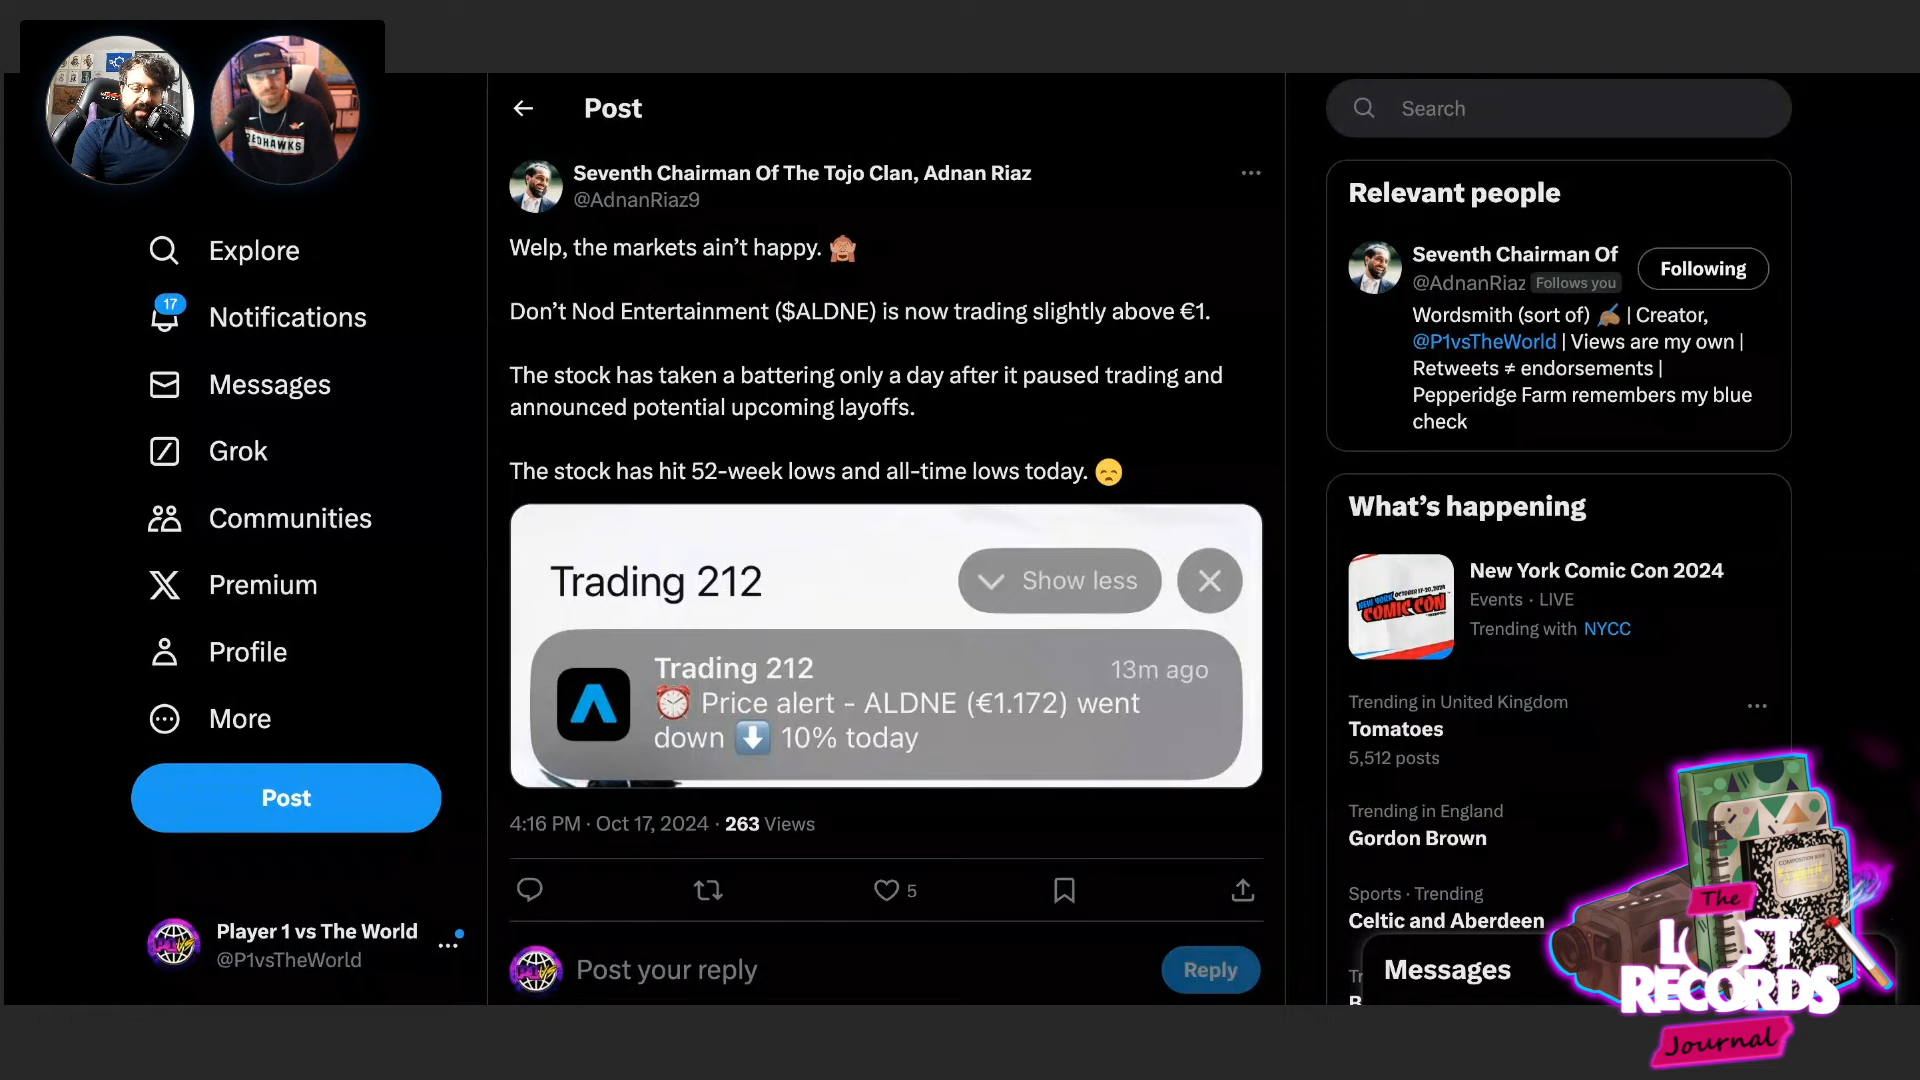 REDHAWKS
Explore
17
Notifications
Messages
Grok
Communities
Premium
Profile
More
Post
Player 1 vs The World
@P1vsTheWorld
Post
Seventh Chairman Of The Tojo Clan, Adnan Riaz
@AdnanRiaz9
Welp, the markets ain’t happy. 🙈
Don’t Nod Entertainment ($ALDNE) is now trading slightly above €1.
The stock has taken a battering only a day after it paused trading and
announced potential upcoming layoffs.
The stock has hit 52-week lows and all-time lows today. 😞
Trading 212
Show less
Trading 212
13m ago
⏰ Price alert - ALDNE (€1.172) went
down ⬇️ 10% today
4:16 PM · Oct 17, 2024 · 263 Views
5
Post your reply
Reply
Search
Relevant people
Seventh Chairman Of
Following
@AdnanRiaz Follows you
Wordsmith (sort of) ✍🏽 | Creator,
@P1vsTheWorld | Views are my own |
Retweets ≠ endorsements |
Pepperidge Farm remembers my blue
check
What’s happening
NEW YORK
COMIC CON
New York Comic Con 2024
Events · LIVE
Trending with NYCC
Trending in United Kingdom
Tomatoes
5,512 posts
Trending in England
Gordon Brown
Sports · Trending
Celtic and Aberdeen
Messages
COMPOSITION BOOK
The
LOST
RECORDS
Journal